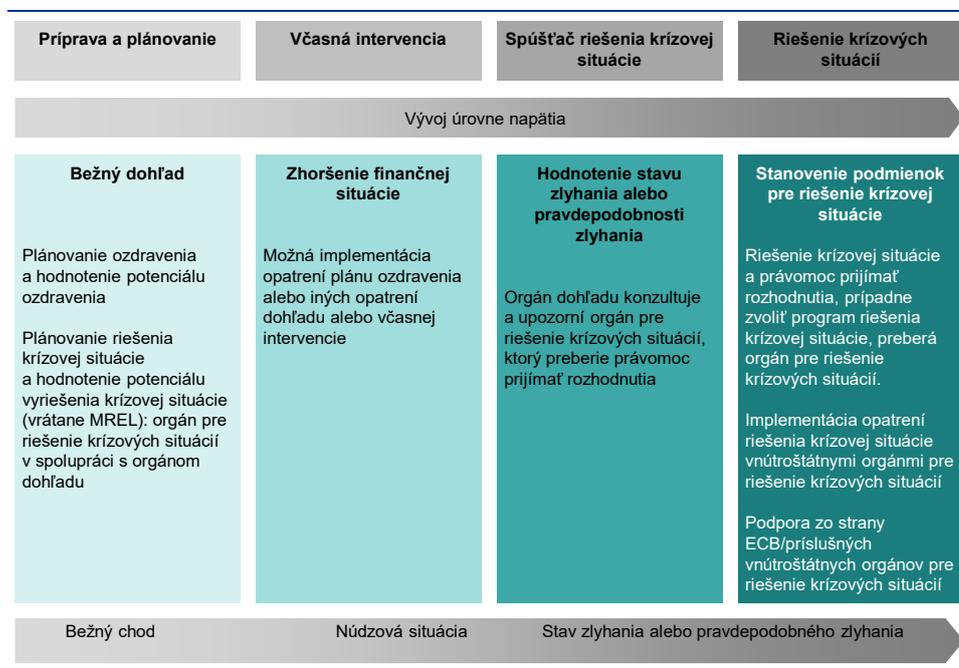 Príprava a plánovanie
Včasná intervencia
Spúšťač riešenia krízovej
situácie
Riešenie krízových
situácií
Vývoj úrovne napätia
Bežný dohľad
Plánovanie ozdravenia
a hodnotenie potenciálu
ozdravenia
Plánovanie riešenia
krízovej situácie
a hodnotenie potenciálu
vyriešenia krízovej situácie
(vrátane MREL): orgán pre
riešenie krízových situácií
v spolupráci s orgánom
dohľadu
Zhoršenie finančnej
situácie
Možná implementácia
opatrení plánu ozdravenia
alebo iných opatrení
dohľadu alebo včasnej
intervencie
Hodnotenie stavu
zlyhania alebo
pravdepodobnosti
zlyhania
Orgán dohľadu konzultuje
a upozorní orgán pre
riešenie krízových situácií,
ktorý preberie právomoc
prijímať rozhodnutia
Stanovenie podmienok
pre riešenie krízovej
situácie
Riešenie krízovej situácie
a právomoc prijímať
rozhodnutia, prípadne
zvoliť program riešenia
krízovej situácie, preberá
orgán pre riešenie
krízových situácií.
Implementácia opatrení
riešenia krízovej situácie
vnútroštátnymi orgánmi pre
riešenie krízových situácií
Podpora zo strany
ECB/príslušných
vnútroštátnych orgánov pre
riešenie krízových situácií
Bežný chod
Núdzová situácia
Stav zlyhania alebo pravdepodobného zlyhania